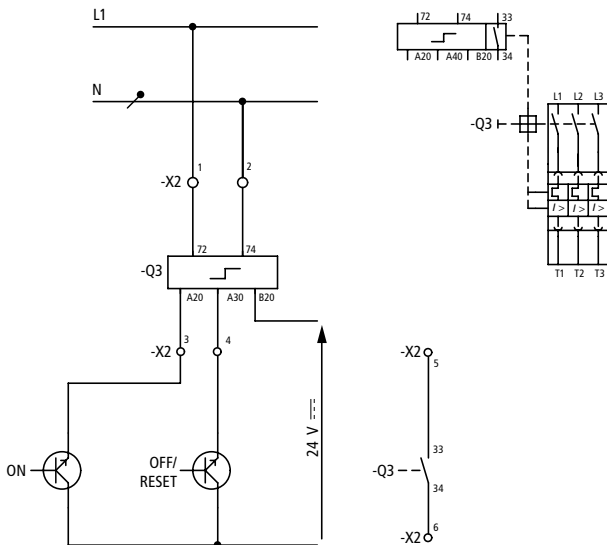 L1
N
-X2
1
2
72
74
-Q3
A20
A30
B20
-X2
3
4
24 V
ON
OFF/
RESET
72
74
33
A20
A40
B20
34
-Q3
L1
L2
L3
I >
I >
I >
T1
T2
T3
-X2
5
33
-Q3
34
-X2
6